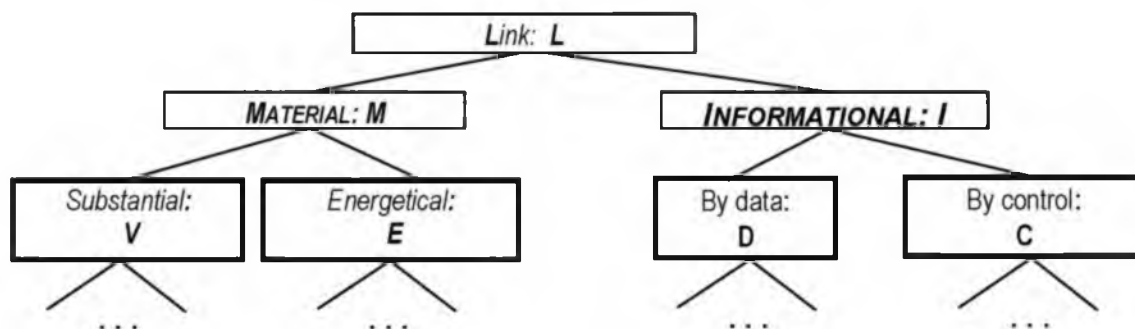 Link: L
MATERIAL: M
INFORMATIONAL: I
Substantial:
V
Energetical:
E
By data:
D
By control:
C
... ... ... ...